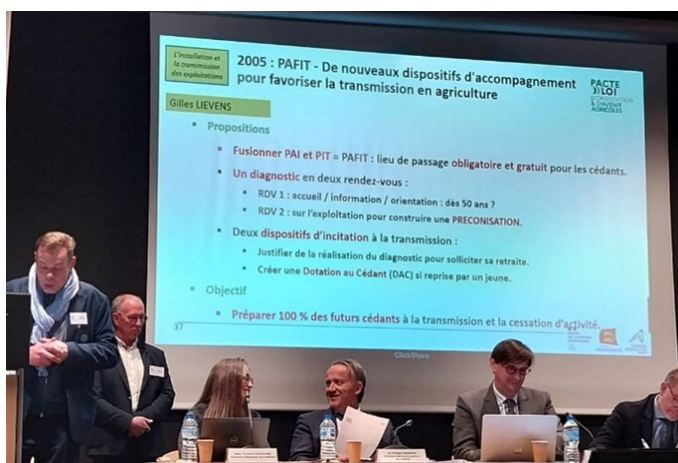 L'installation et
la transmission
des exploitations
2005 : PAFIT - De nouveaux dispositifs d'accompagnement
pour favoriser la transmission en agriculture
PACTE
LOI
D'ORIENTATION
& D'AVENIR
AGRICOLES
Gilles LIEVENS
Propositions
Fusionner PAI et PIT = PAFIT : lieu de passage obligatoire et gratuit pour les cédants.
Un diagnostic en deux rendez-vous :
RDV 1 : accueil / information / orientation : dès 50 ans ?
RDV 2 : sur l'exploitation pour construire une PRECONISATION.
Deux dispositifs d'incitation à la transmission :
Justifier de la réalisation du diagnostic pour solliciter sa retraite.
Créer une Dotation au Cédant (DAC) si reprise par un jeune.
Objectif
Préparer 100 % des futurs cédants à la transmission et la cessation d'activité.
37
ClickShare